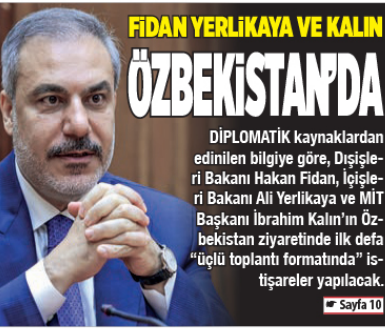 FİDAN YERLİKAYA VE KALIN
ÖZBEKİSTAN'DA
DİPLOMATİK kaynaklardan
edinilen bilgiye göre, Dışişle-
ri Bakanı Hakan Fidan, İçişle-
ri Bakanı Ali Yerlikaya ve MİT
Başkanı İbrahim Kalın'ın Öz-
bekistan ziyaretinde ilk defa
“üçlü toplantı formatında” is-
tişareler yapılacak.
☛ Sayfa 10